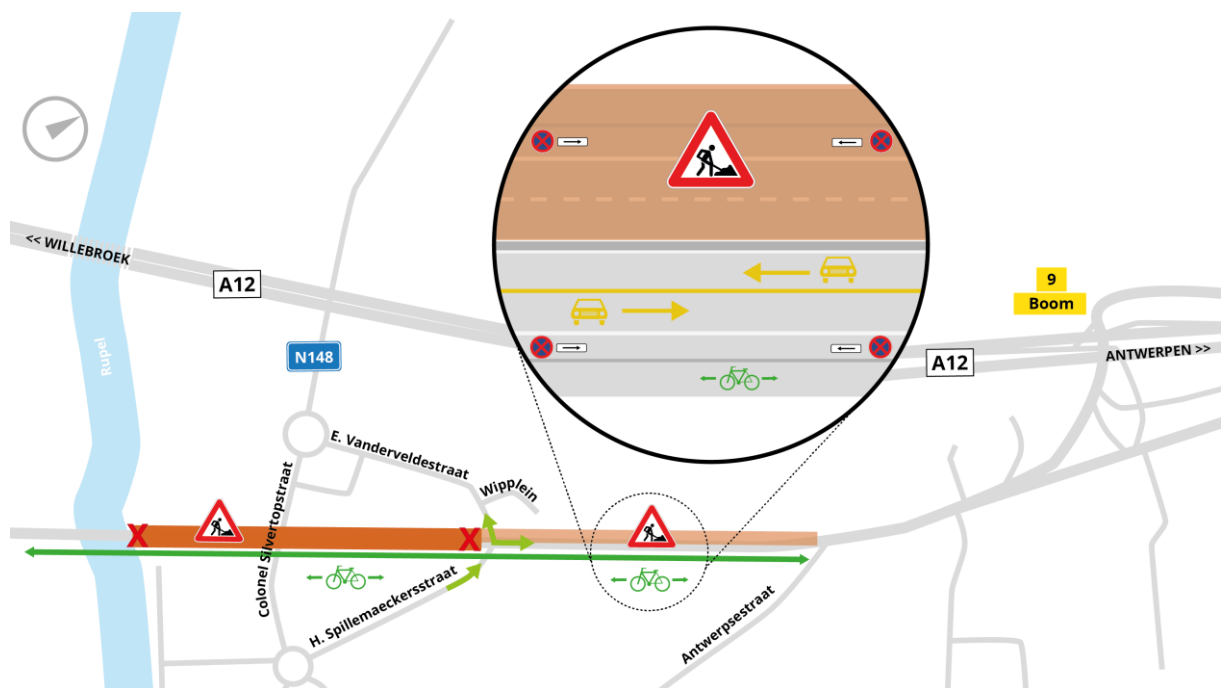 << WILLEBROEK
A12
Rupel
N148
9
Boom
A12
ANTWERPEN >>
E. Vanderveldestraat
Wipplein
Colonel Silvertopstraat
X
X
H. Spillemaeckersstraat
Antwerpsestraat